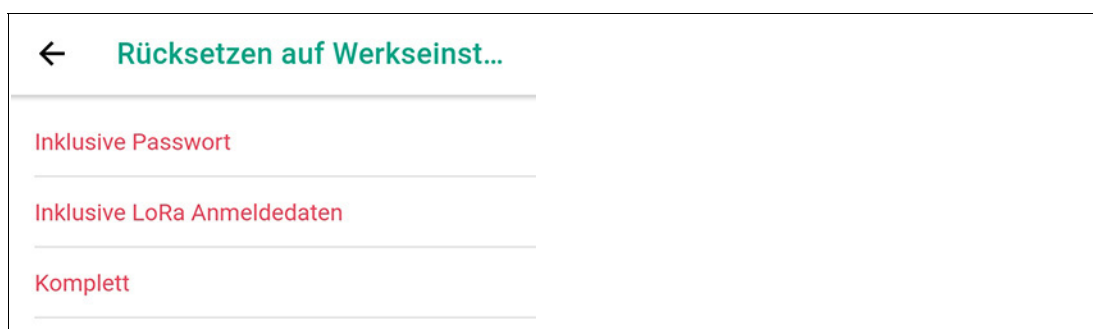 Rücksetzen auf Werkseinst...
Inklusive Passwort
Inklusive LoRa Anmeldedaten
Komplett